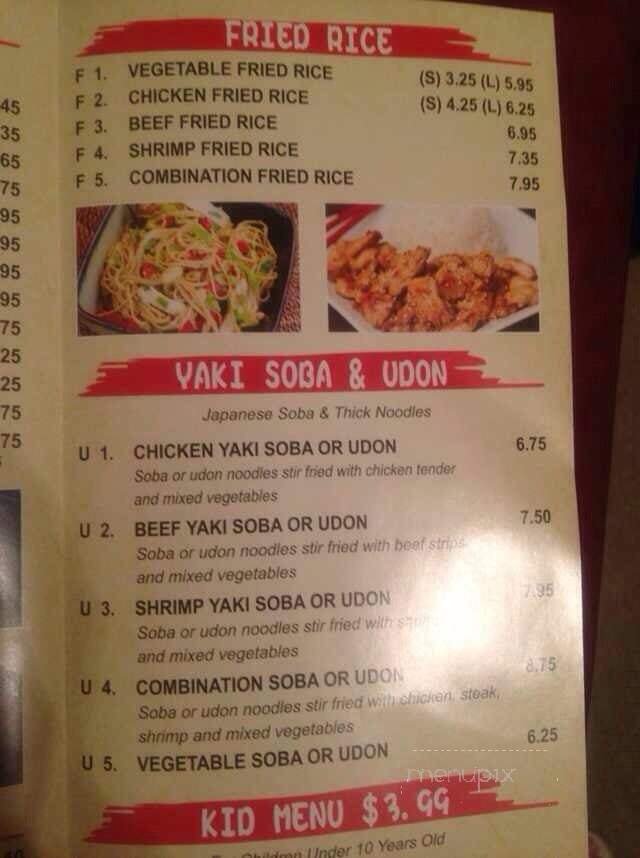 45
35
65
75
95
95
95
95
75
25
25
75
75
FRIED RICE
F 1. VEGETABLE FRIED RICE (S) 3.25 (L) 5.95
F 2. CHICKEN FRIED RICE (S) 4.25 (L) 6.25
F 3. BEEF FRIED RICE 6.95
F 4. SHRIMP FRIED RICE 7.35
F 5. COMBINATION FRIED RICE 7.95
YAKI SOBA & UDON
Japanese Soba & Thick Noodles
U 1. CHICKEN YAKI SOBA OR UDON 6.75
Soba or udon noodles stir fried with chicken tender
and mixed vegetables
U 2. BEEF YAKI SOBA OR UDON 7.50
Soba or udon noodles stir fried with beef strips
and mixed vegetables
U 3. SHRIMP YAKI SOBA OR UDON 7.95
Soba or udon noodles stir fried with
and mixed vegetables
U 4. COMBINATION SOBA OR UDON 8.75
Soba or udon noodles stir fried with chicken, steak,
shrimp and mixed vegetables
U 5. VEGETABLE SOBA OR UDON 6.25
menupix
KID MENU $3.99
Children Under 10 Years Old